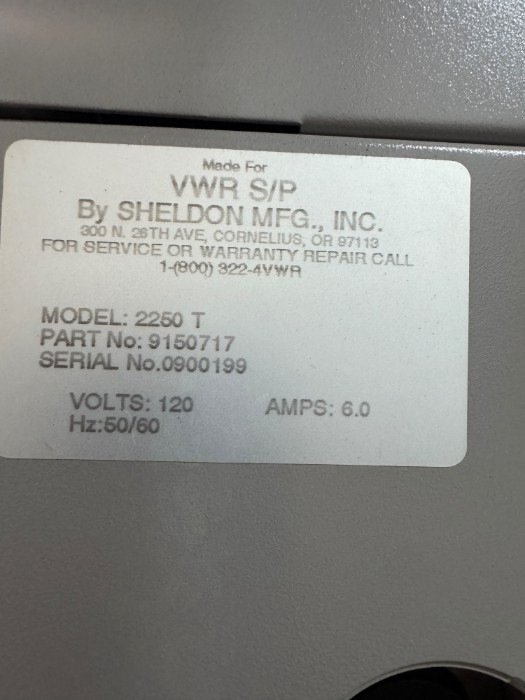 Made For
VWR S/P
By SHELDON MFG., INC.
300 N. 26TH AVE, CORNELIUS, OR 97113
FOR SERVICE OR WARRANTY REPAIR CALL
1-(800) 322-4VWR
MODEL: 2250 T
PART No: 9150717
SERIAL No.0900199
VOLTS: 120 AMPS: 6.0
Hz:50/60